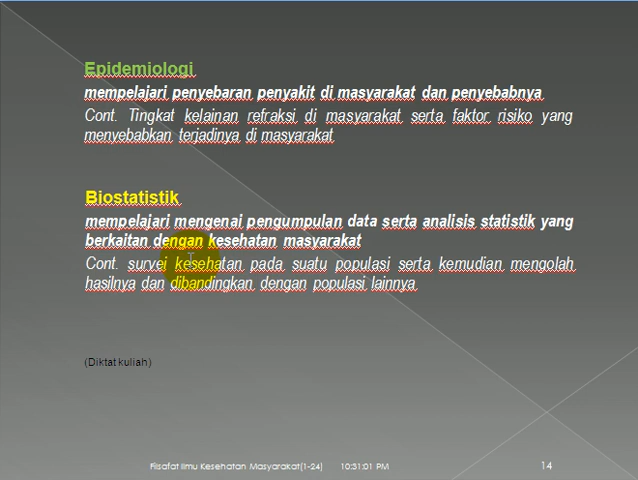 Epidemiologi
mempelajari penyebaran penyakit di masyarakat dan penyebabnya
Cont. Tingkat kelainan refraksi di masyarakat serta faktor risiko yang
menyebabkan terjadinya di masyarakat
Biostatistik
mempelajari mengenai pengumpulan data serta analisis statistik yang
berkaitan dengan kesehatan masyarakat
Cont. survei kesehatan pada suatu populasi serta kemudian mengolah
hasilnya dan dibandingkan dengan populasi lainnya
(Diktat kuliah)
Flisafat Ilmu Kesehatan Masyarakat(1-24) 10:31:01 PM 14